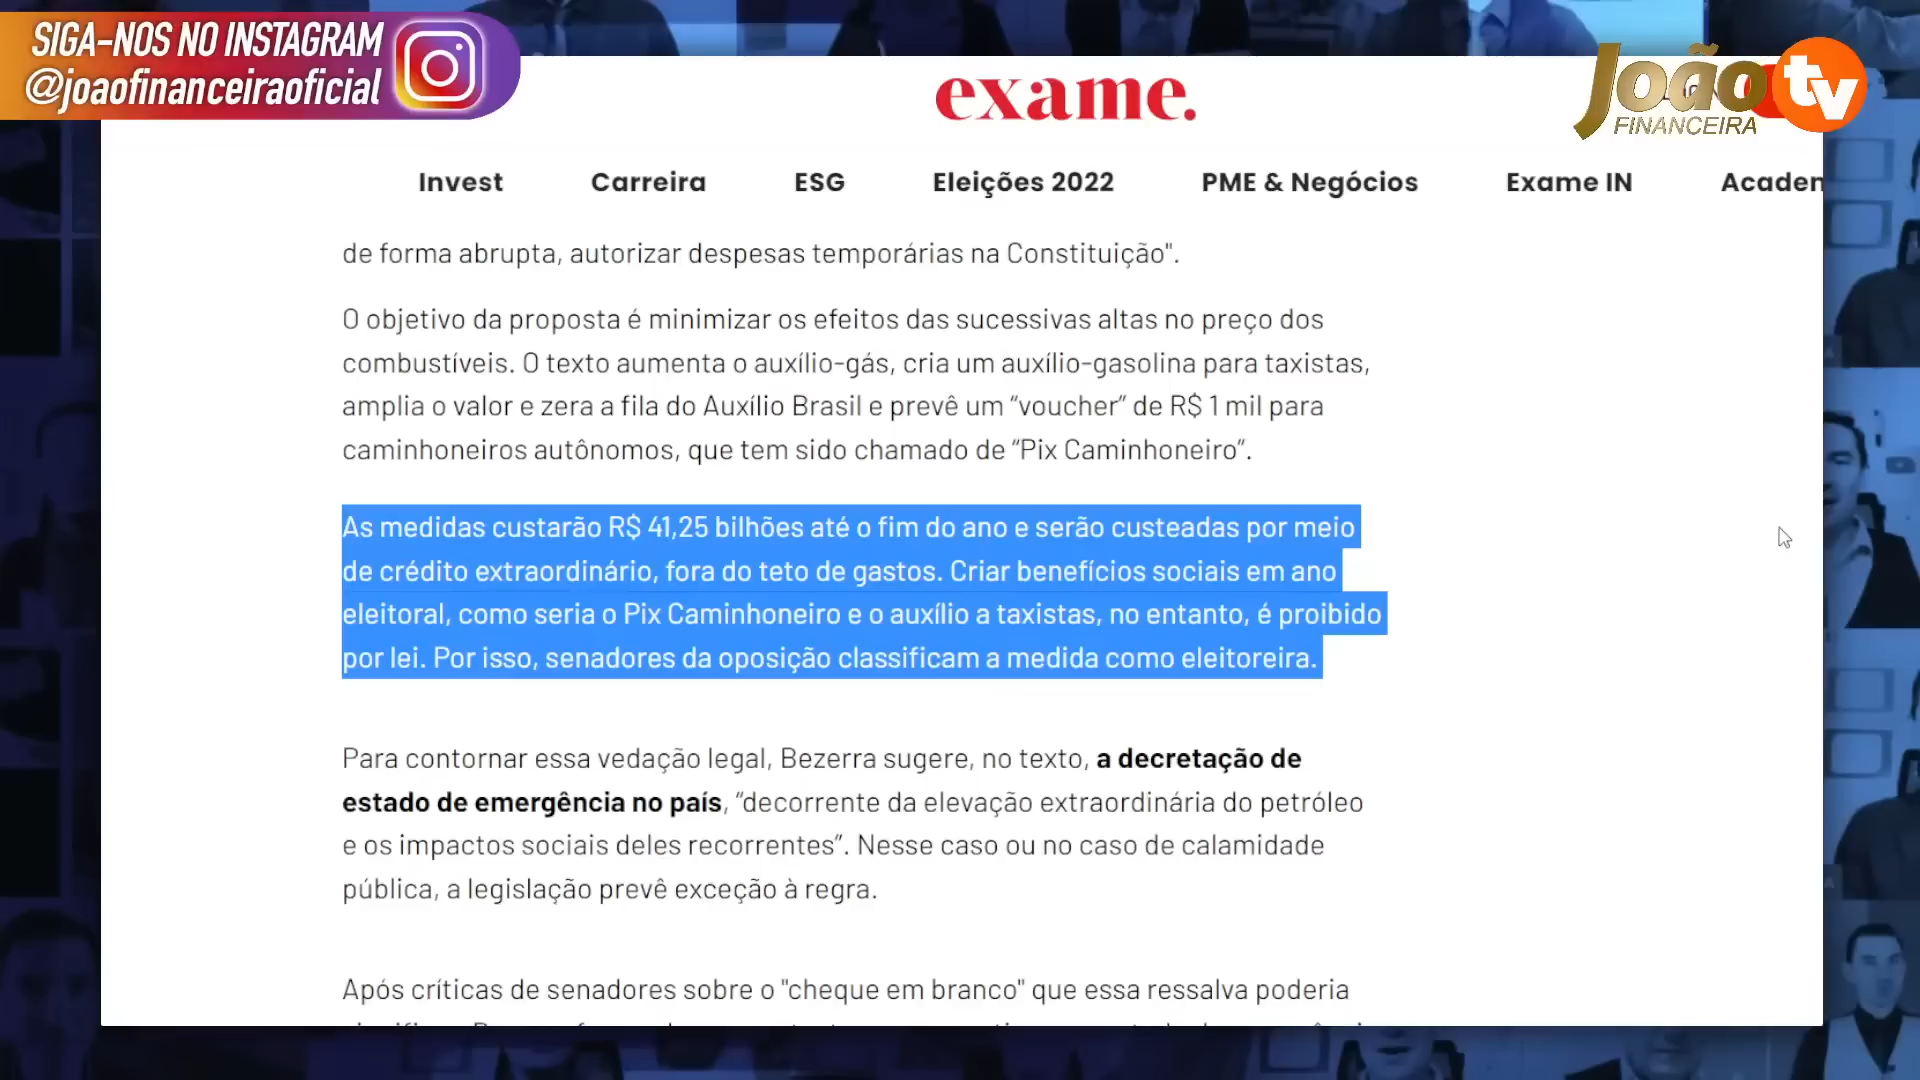 SIGA-NOS NO INSTAGRAM
@joaofinanceiraoficial
exame.
João
FINANCEIRA
tv
Invest Carreira ESG Eleições 2022 PME & Negócios Exame IN Academ
de forma abrupta, autorizar despesas temporárias na Constituição".
O objetivo da proposta é minimizar os efeitos das sucessivas altas no preço dos
combustíveis. O texto aumenta o auxílio-gás, cria um auxílio-gasolina para taxistas,
amplia o valor e zera a fila do Auxílio Brasil e prevê um “voucher” de R$ 1 mil para
caminhoneiros autônomos, que tem sido chamado de “Pix Caminhoneiro”.
As medidas custarão R$ 41,25 bilhões até o fim do ano e serão custeadas por meio
de crédito extraordinário, fora do teto de gastos. Criar benefícios sociais em ano
eleitoral, como seria o Pix Caminhoneiro e o auxílio a taxistas, no entanto, é proibido
por lei. Por isso, senadores da oposição classificam a medida como eleitoreira.
Para contornar essa vedação legal, Bezerra sugere, no texto, a decretação de
estado de emergência no país, “decorrente da elevação extraordinária do petróleo
e os impactos sociais deles recorrentes”. Nesse caso ou no caso de calamidade
pública, a legislação prevê exceção à regra.
Após críticas de senadores sobre o "cheque em branco" que essa ressalva poderia